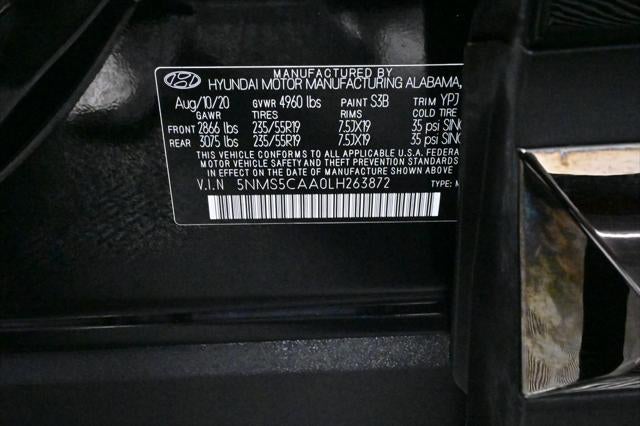 MANUFACTURED BY
HYUNDAI MOTOR MANUFACTURING ALABAMA,
Aug/10/20 GVWR 4960 lbs PAINT S3B TRIM YPJ
GAWR TIRES RIMS COLD TIRE
FRONT 2866 lbs 235/55R19 7.5JX19 35 psi SING
REAR 3075 lbs 235/55R19 7.5JX19 35 psi SING
THIS VEHICLE CONFORMS TO ALL APPLICABLE U.S.A. FEDERA
MOTOR VEHICLE SAFETY AND THEFT PREVENTION STANDARDS
IN EFFECT ON THE DATE OF MANUFACTURE SHOWN ABOVE
V.I.N 5NMS5CAA0LH263872 TYPE: M